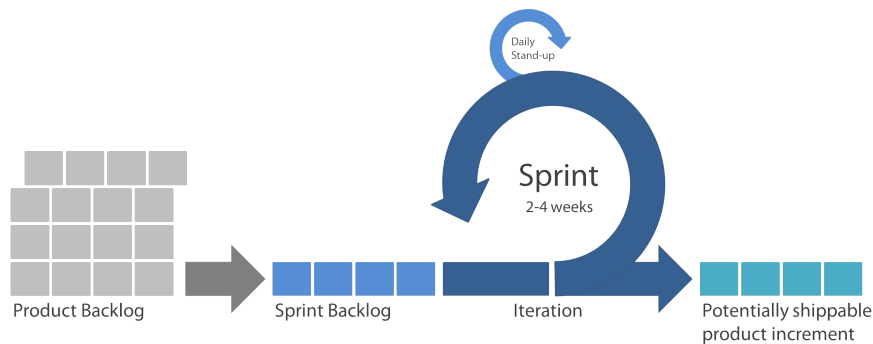 Daily
Stand-up
Sprint
2-4 weeks
Product Backlog
Sprint Backlog
Iteration
Potentially shippable
product increment